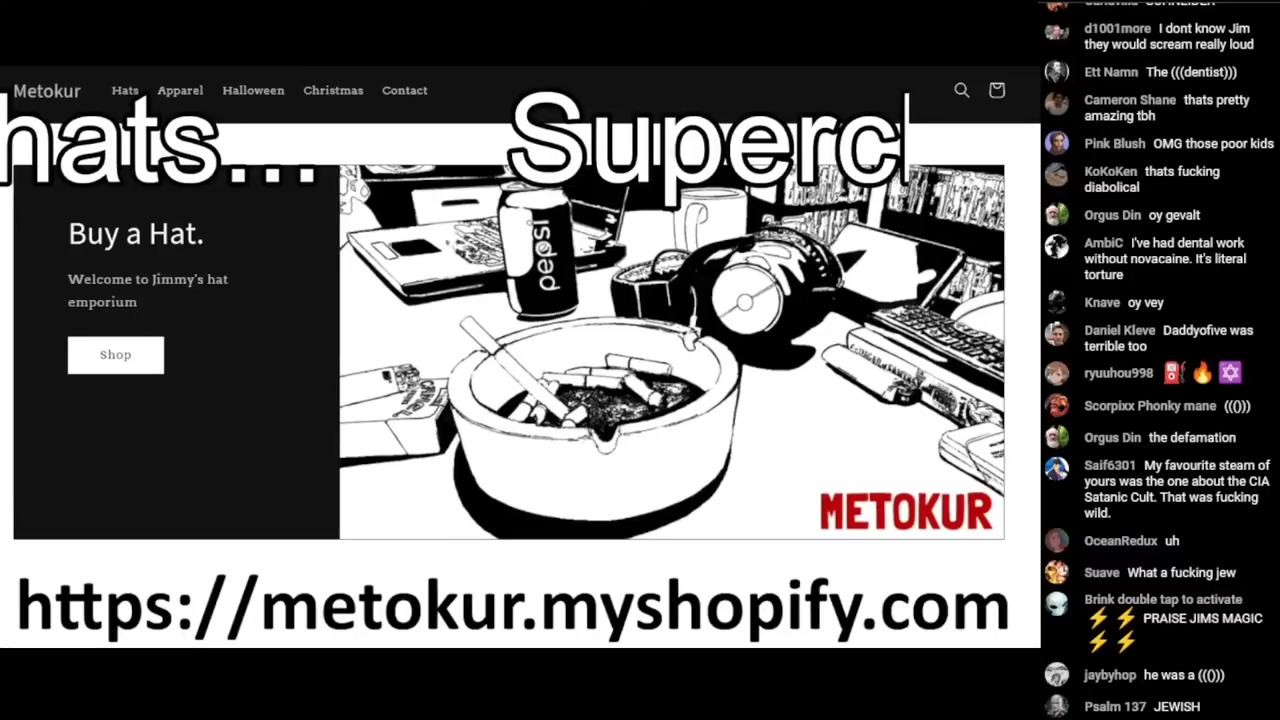 Metokur
Hats
Apparel
Halloween
Christmas
Contact
hats... Superc
Buy a Hat.
Welcome to Jimmy's hat
emporium
Shop
pepsi
METOKUR
https://metokur.myshopify.com
d1001more I dont know Jim
they would scream really loud
Ett Namn The (((dentist)))
Cameron Shane thats pretty
amazing tbh
Pink Blush OMG those poor kids
KoKoKen thats fucking
diabolical
Orgus Din oy gevalt
AmbiC I've had dental work
without novacaine. It's literal
torture
Knave oy vey
Daniel Kleve Daddyofive was
terrible too
ryuuhou998 ⛽🔥🔯
Scorpixx Phonky mane ((()))
Orgus Din the defamation
Saif6301 My favourite steam of
yours was the one about the CIA
Satanic Cult. That was fucking
wild.
OceanRedux uh
Suave What a fucking jew
Brink double tap to activate
⚡⚡ PRAISE JIMS MAGIC
⚡⚡
jaybyhop he was a ((()))
Psalm 137 JEWISH